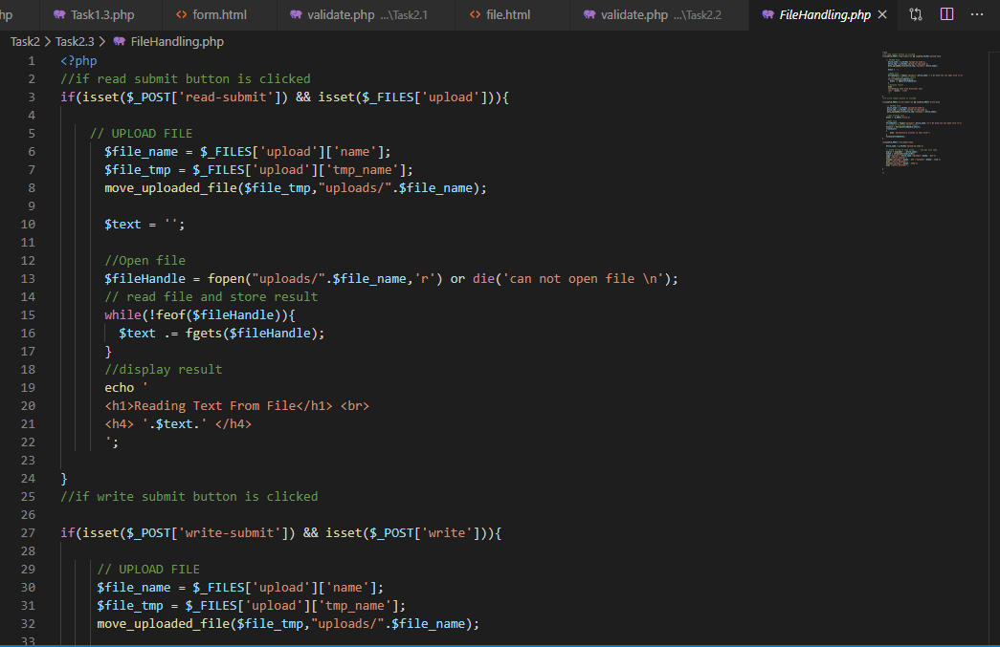 hp Task1.3.php <> form.html validate.php ...\Task2.1 <> file.html validate.php ...\Task2.2 FileHandling.php
Task2 > Task2.3 > FileHandling.php
1 <?php
2 //if read submit button is clicked
3 if(isset($_POST['read-submit']) && isset($_FILES['upload'])){
4
5 // UPLOAD FILE
6 $file_name = $_FILES['upload']['name'];
7 $file_tmp = $_FILES['upload']['tmp_name'];
8 move_uploaded_file($file_tmp,"uploads/".$file_name);
9
10 $text = '';
11
12 //Open file
13 $fileHandle = fopen("uploads/".$file_name,'r') or die('can not open file \n');
14 // read file and store result
15 while(!feof($fileHandle)){
16 $text .= fgets($fileHandle);
17 }
18 //display result
19 echo '
20 <h1>Reading Text From File</h1> <br>
21 <h4> '.$text.' </h4>
22 ';
23
24 }
25 //if write submit button is clicked
26
27 if(isset($_POST['write-submit']) && isset($_POST['write'])){
28
29 // UPLOAD FILE
30 $file_name = $_FILES['upload']['name'];
31 $file_tmp = $_FILES['upload']['tmp_name'];
32 move_uploaded_file($file_tmp,"uploads/".$file_name);
33